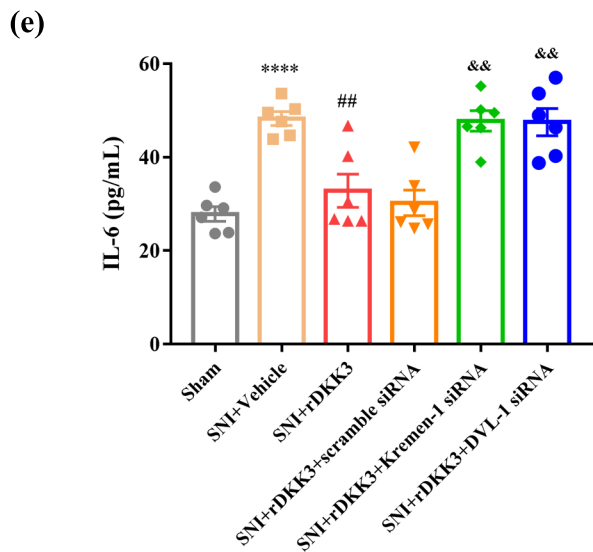 (e)
IL-6 (pg/mL)
60
40
20
0
****
##
&&
&&
Sham
SNI+Vehicle
SNI+rDKK3
SNI+rDKK3+scramble siRNA
SNI+rDKK3+Kremen-1 siRNA
SNI+rDKK3+DVL-1 siRNA